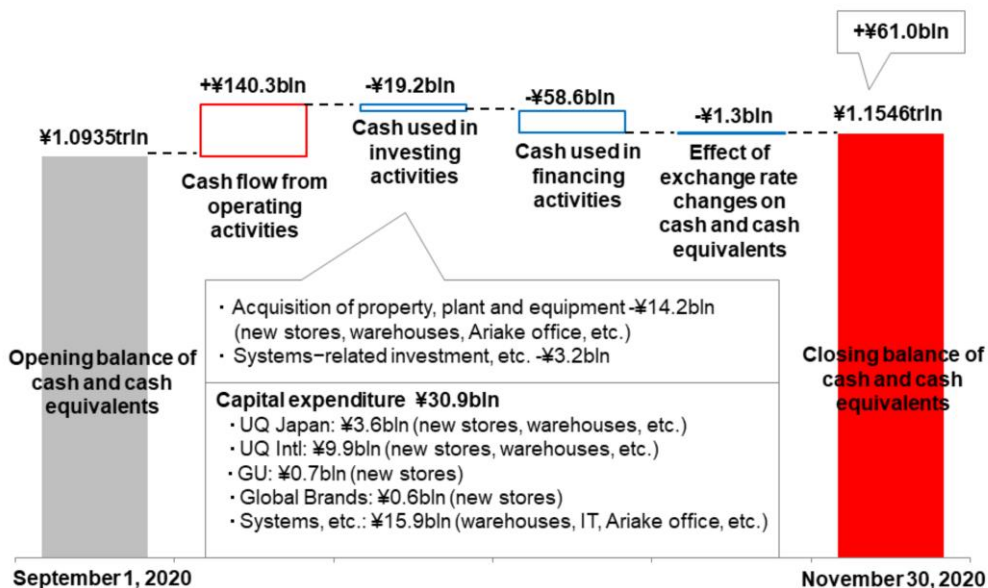 +¥61.0bln
+¥140.3bln
-¥19.2bln
-¥58.6bln
-¥1.3bln
¥1.1546trln
¥1.0935trln
Cash flow from
operating
activities
Cash used in
investing
activities
Cash used in
financing
activities
Effect of
exchange rate
changes on
cash and cash
equivalents
・Acquisition of property, plant and equipment -¥14.2bln
(new stores, warehouses, Ariake office, etc.)
・Systems−related investment, etc. -¥3.2bln
Opening balance of
cash and cash
equivalents
Closing balance of
cash and cash
equivalents
Capital expenditure ¥30.9bln
・UQ Japan: ¥3.6bln (new stores, warehouses, etc.)
・UQ Intl: ¥9.9bln (new stores, warehouses, etc.)
・GU: ¥0.7bln (new stores)
・Global Brands: ¥0.6bln (new stores)
・Systems, etc.: ¥15.9bln (warehouses, IT, Ariake office, etc.)
September 1, 2020
November 30, 2020